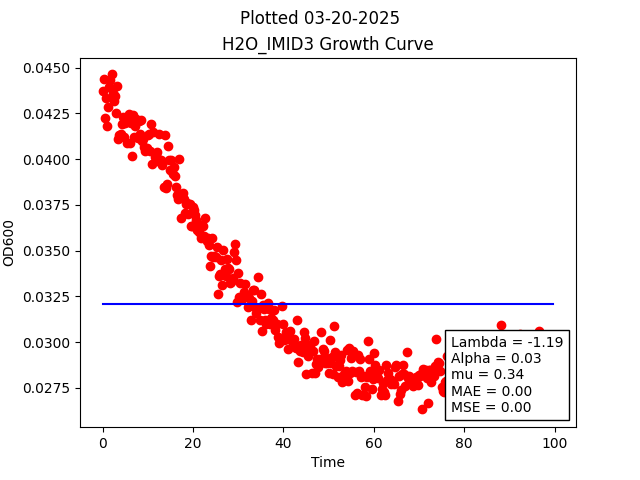 Plotted 03-20-2025
H2O_IMID3 Growth Curve
0.0450
0.0425
0.0400
0.0375
0.0350
0.0325
0.0300
0.0275
OD600
Lambda = -1.19
Alpha = 0.03
mu = 0.34
MAE = 0.00
MSE = 0.00
0 20 40 60 80 100
Time